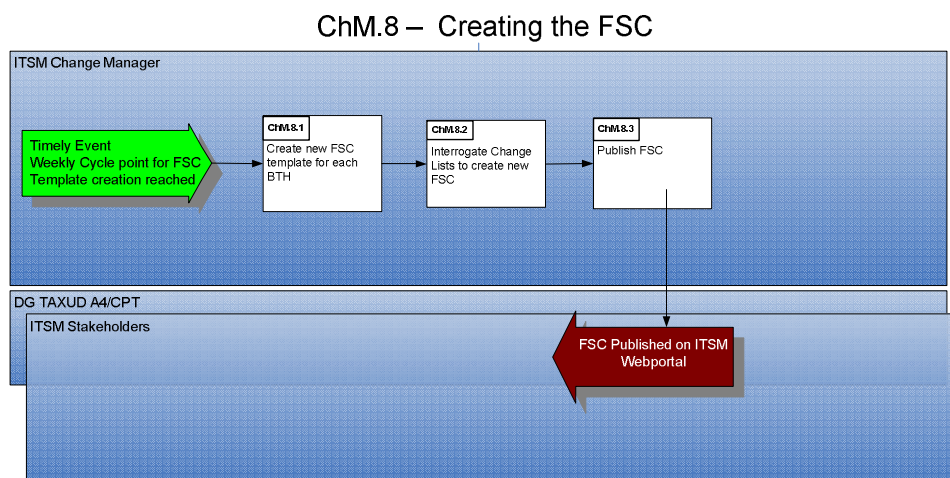 ChM.8 – Creating the FSC
ITSM Change Manager
Timely Event
Weekly Cycle point for FSC
Template creation reached
ChM.8.1
Create new FSC
template for each
BTH
ChM.8.2
Interrogate Change
Lists to create new
FSC
ChM.8.3
Publish FSC
DG TAXUD A4/CPT
ITSM Stakeholders
FSC Published on ITSM
Webportal